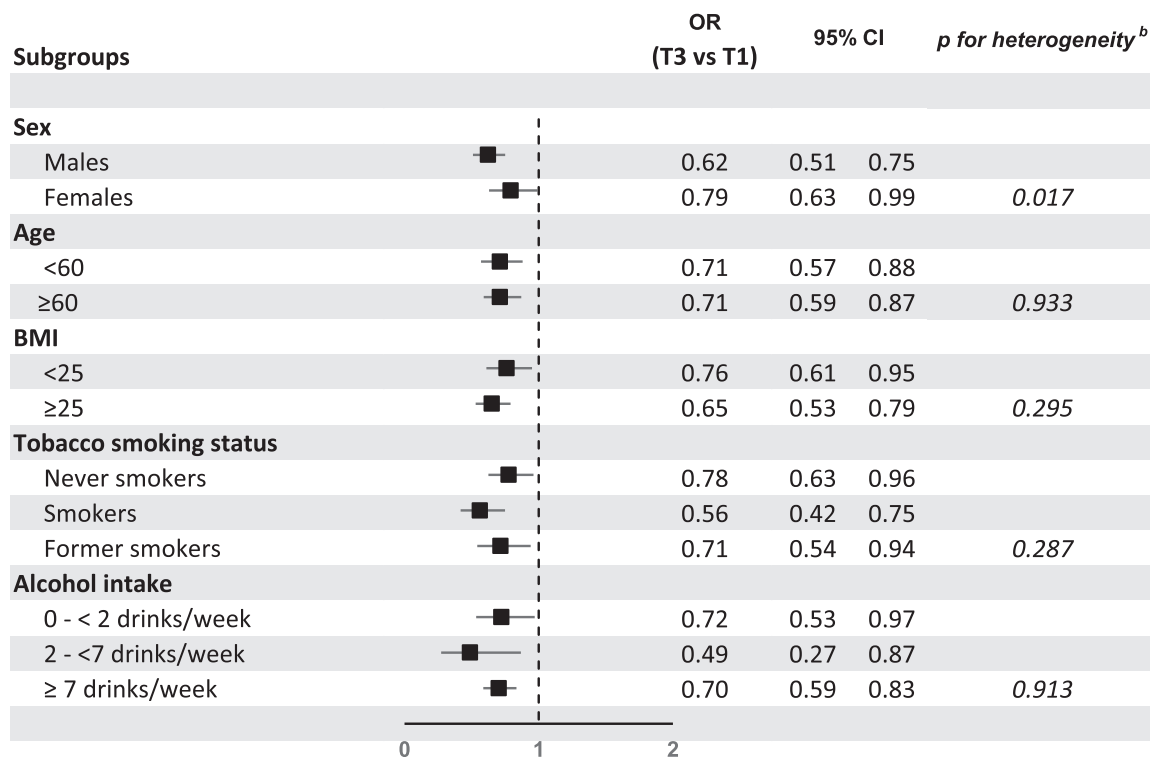 Subgroups OR (T3 vs T1) 95% CI p for heterogeneity b
Sex
Males 0.62 0.51 0.75
Females 0.79 0.63 0.99 0.017
Age
<60 0.71 0.57 0.88
≥60 0.71 0.59 0.87 0.933
BMI
<25 0.76 0.61 0.95
≥25 0.65 0.53 0.79 0.295
Tobacco smoking status
Never smokers 0.78 0.63 0.96
Smokers 0.56 0.42 0.75
Former smokers 0.71 0.54 0.94 0.287
Alcohol intake
0 - < 2 drinks/week 0.72 0.53 0.97
2 - <7 drinks/week 0.49 0.27 0.87
≥ 7 drinks/week 0.70 0.59 0.83 0.913
0 1 2